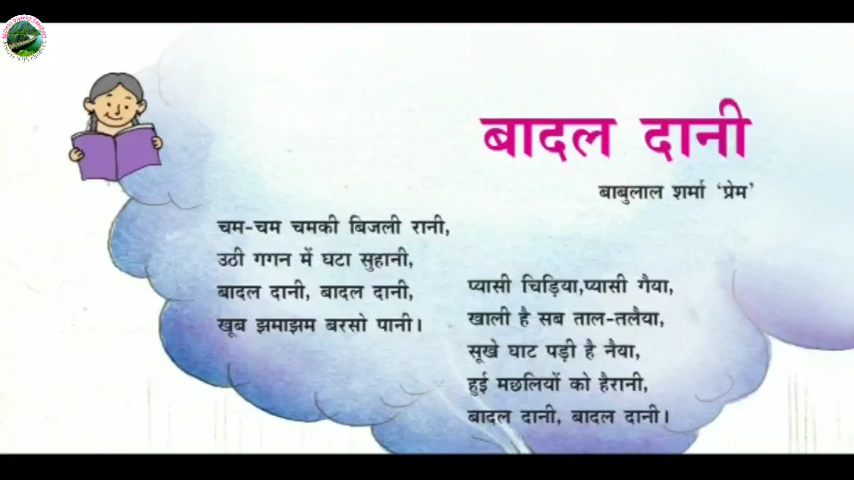 बादल दानी
बाबुलाल शर्मा ‘प्रेम’
चम-चम चमकी बिजली रानी,
उठी गगन में घटा सुहानी,
बादल दानी, बादल दानी,
खूब झमाझम बरसो पानी।
प्यासी चिड़िया,प्यासी गैया,
खाली है सब ताल-तलैया,
सूखे घाट पड़ी है नैया,
हुई मछलियों को हैरानी,
बादल दानी, बादल दानी।